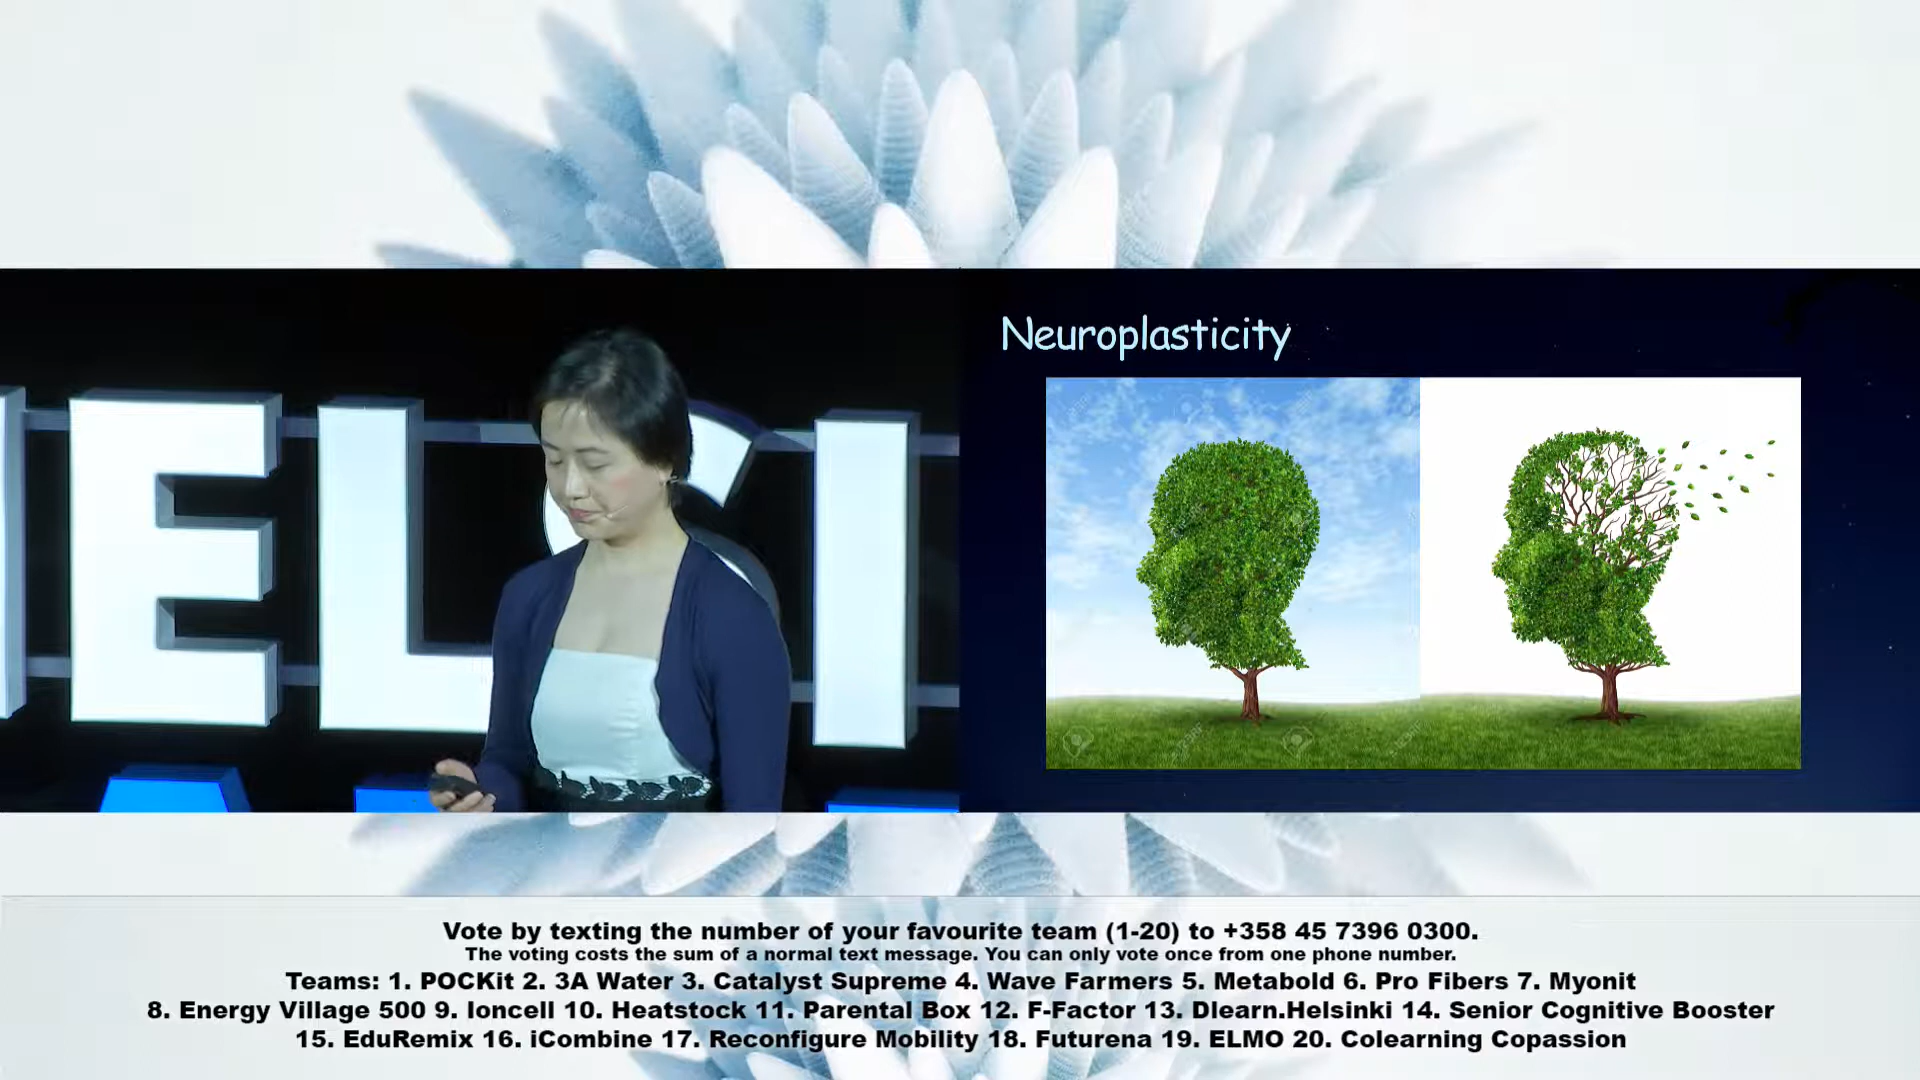 ELSI
Neuroplasticity
Vote by texting the number of your favourite team (1-20) to +358 45 7396 0300.
The voting costs the sum of a normal text message. You can only vote once from one phone number.
Teams: 1. POCKit 2. 3A Water 3. Catalyst Supreme 4. Wave Farmers 5. Metabold 6. Pro Fibers 7. Myonit
8. Energy Village 500 9. Ioncell 10. Heatstock 11. Parental Box 12. F-Factor 13. Dlearn.Helsinki 14. Senior Cognitive Booster
15. EduRemix 16. iCombine 17. Reconfigure Mobility 18. Futurena 19. ELMO 20. Colearning Copassion